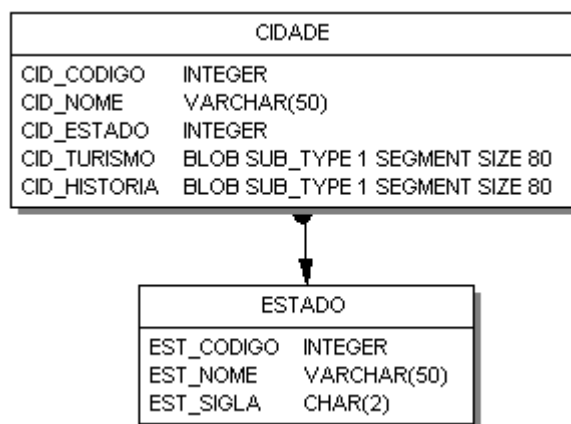 CIDADE
CID_CODIGO INTEGER
CID_NOME VARCHAR(50)
CID_ESTADO INTEGER
CID_TURISMO BLOB SUB_TYPE 1 SEGMENT SIZE 80
CID_HISTORIA BLOB SUB_TYPE 1 SEGMENT SIZE 80
ESTADO
EST_CODIGO INTEGER
EST_NOME VARCHAR(50)
EST_SIGLA CHAR(2)